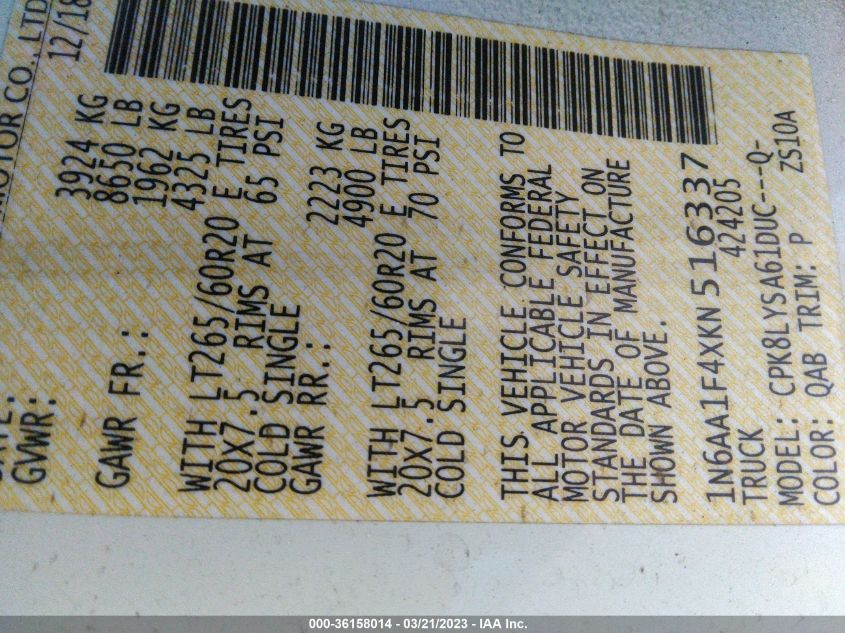 MOTOR CO., LTD
DATE: 12/18
GVWR: 3924 KG
8650 LB
GAWR FR.: 1962 KG
4325 LB
WITH LT265/60R20 E TIRES
20X7.5 RIMS AT 65 PSI
COLD SINGLE
GAWR RR.: 2223 KG
4900 LB
WITH LT265/60R20 E TIRES
20X7.5 RIMS AT 70 PSI
COLD SINGLE
THIS VEHICLE CONFORMS TO
ALL APPLICABLE FEDERAL
MOTOR VEHICLE SAFETY
STANDARDS IN EFFECT ON
THE DATE OF MANUFACTURE
SHOWN ABOVE.
1N6AA1F4XKN516337
TRUCK 424205
MODEL: CPK8LYSA61DUC---Q-
COLOR: QAB TRIM: P ZS10A
000-36158014 - 03/21/2023 - IAA Inc.